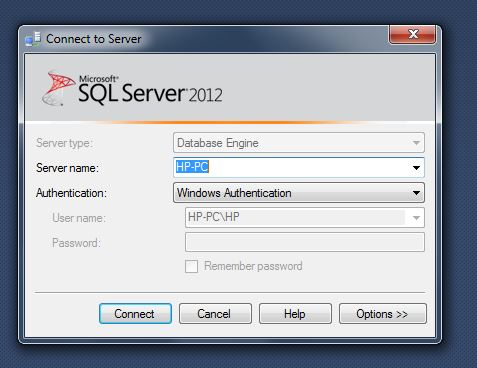 Connect to Server
Microsoft®
SQL Server® 2012
Server type: Database Engine
Server name: HP-PC
Authentication: Windows Authentication
User name: HP-PC\HP
Password:
Remember password
Connect Cancel Help Options >>